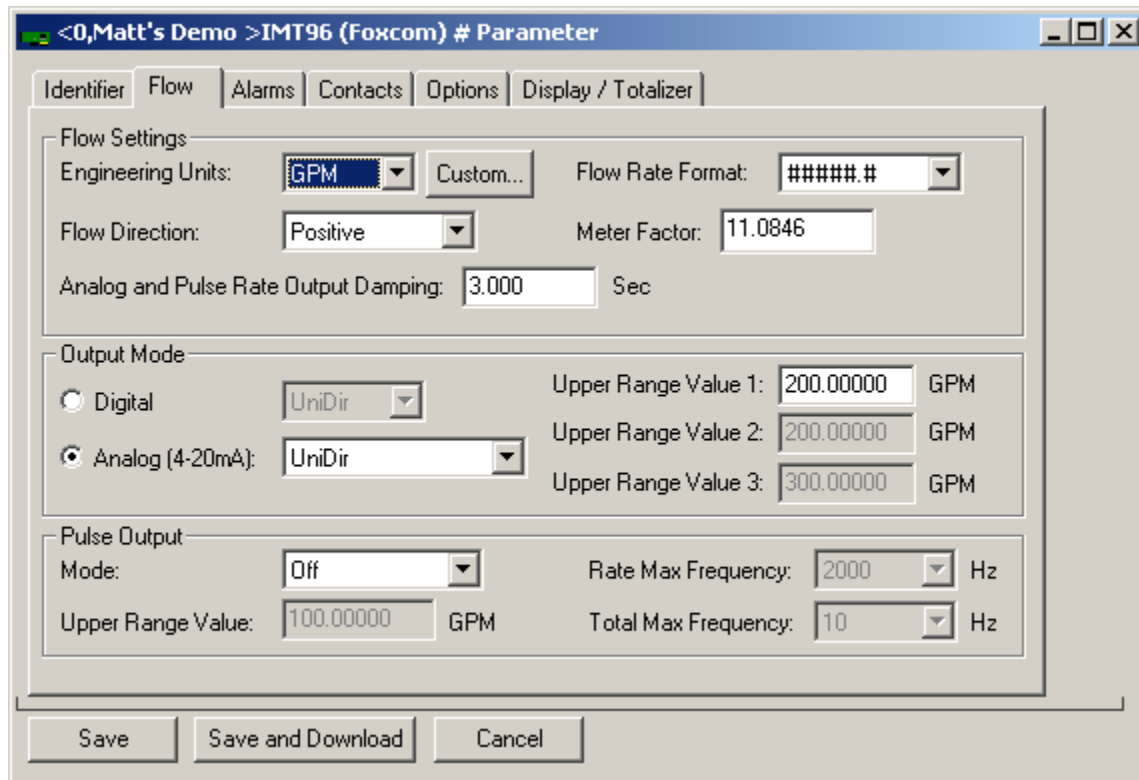 <0,Matt's Demo >IMT96 (Foxcom) # Parameter
Identifier Flow Alarms Contacts Options Display / Totalizer
Flow Settings
Engineering Units: GPM Custom... Flow Rate Format: #####.#
Flow Direction: Positive Meter Factor: 11.0846
Analog and Pulse Rate Output Damping: 3.000 Sec
Output Mode
Digital UniDir Upper Range Value 1: 200.00000 GPM
Upper Range Value 2: 200.00000 GPM
Analog (4-20mA): UniDir
Upper Range Value 3: 300.00000 GPM
Pulse Output
Mode: Off Rate Max Frequency: 2000 Hz
Upper Range Value: 100.00000 GPM Total Max Frequency: 10 Hz
Save Save and Download Cancel